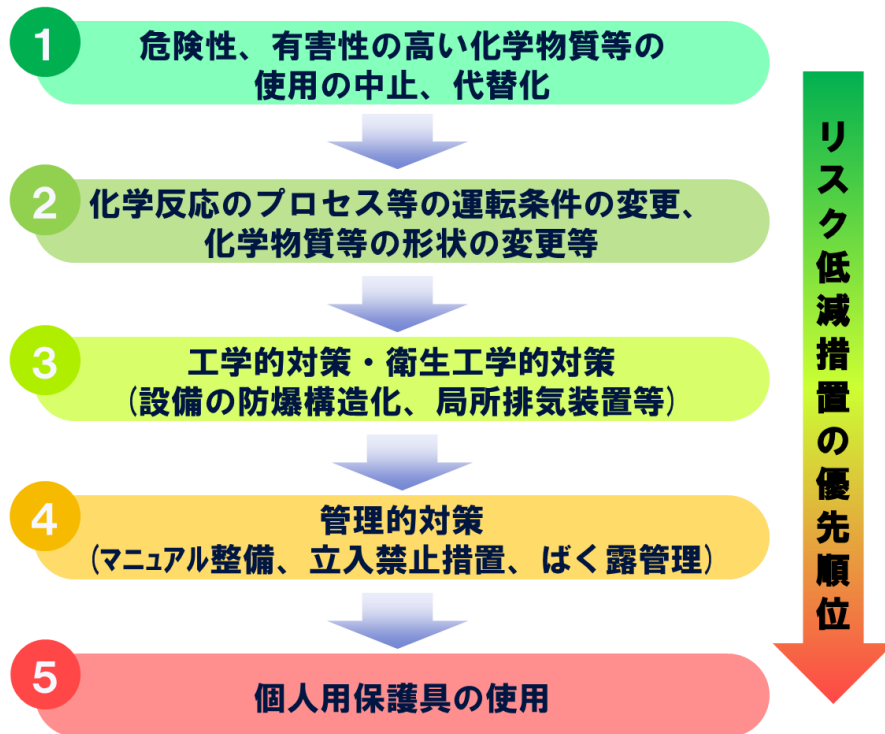 1
危険性、有害性の高い化学物質等の
使用の中止、代替化
2
化学反応のプロセス等の運転条件の変更、
化学物質等の形状の変更等
3
工学的対策・衛生工学的対策
(設備の防爆構造化、局所排気装置等)
4
管理的対策
(マニュアル整備、立入禁止措置、ばく露管理)
5
個人用保護具の使用
リスク低減措置の優先順位